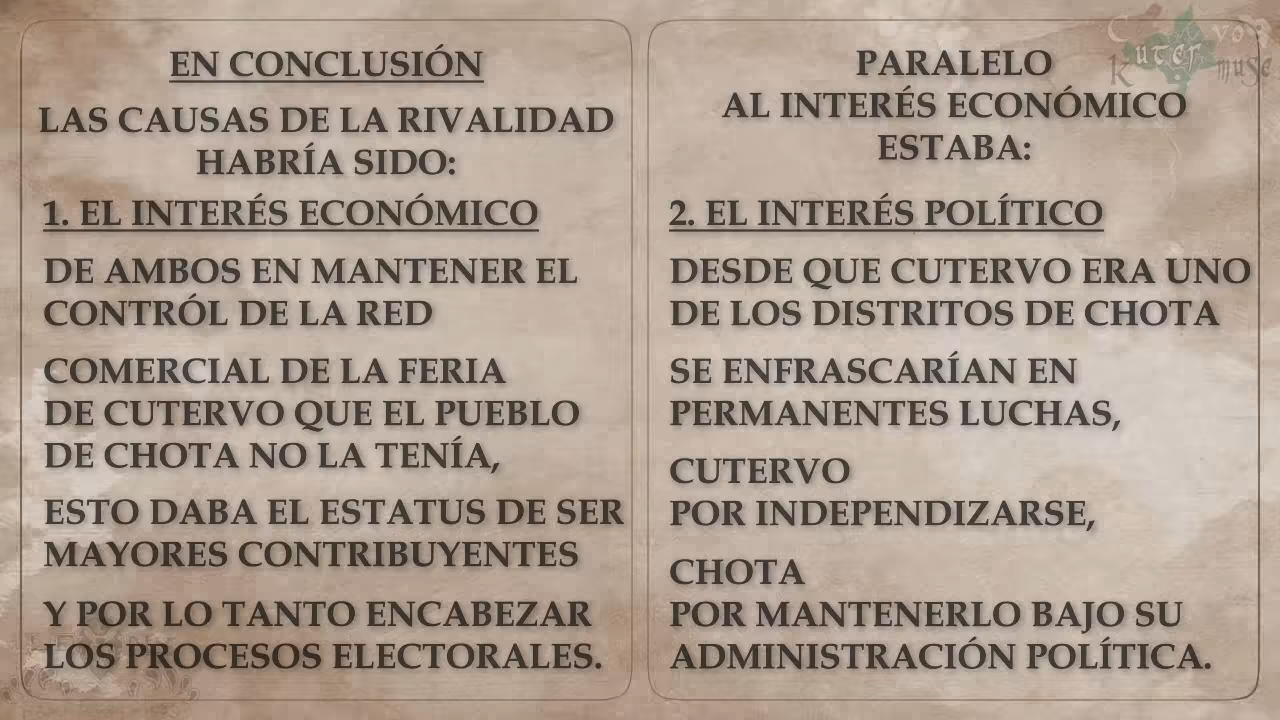 EN CONCLUSIÓN
LAS CAUSAS DE LA RIVALIDAD
HABRÍA SIDO:
1. EL INTERÉS ECONÓMICO
DE AMBOS EN MANTENER EL
CONTRÓL DE LA RED
COMERCIAL DE LA FERIA
DE CUTERVO QUE EL PUEBLO
DE CHOTA NO LA TENÍA,
ESTO DABA EL ESTATUS DE SER
MAYORES CONTRIBUYENTES
Y POR LO TANTO ENCABEZAR
LOS PROCESOS ELECTORALES.
PARALELO
AL INTERÉS ECONÓMICO
ESTABA:
2. EL INTERÉS POLÍTICO
DESDE QUE CUTERVO ERA UNO
DE LOS DISTRITOS DE CHOTA
SE ENFRASCARÍAN EN
PERMANENTES LUCHAS,
CUTERVO
POR INDEPENDIZARSE,
CHOTA
POR MANTENERLO BAJO SU
ADMINISTRACIÓN POLÍTICA.